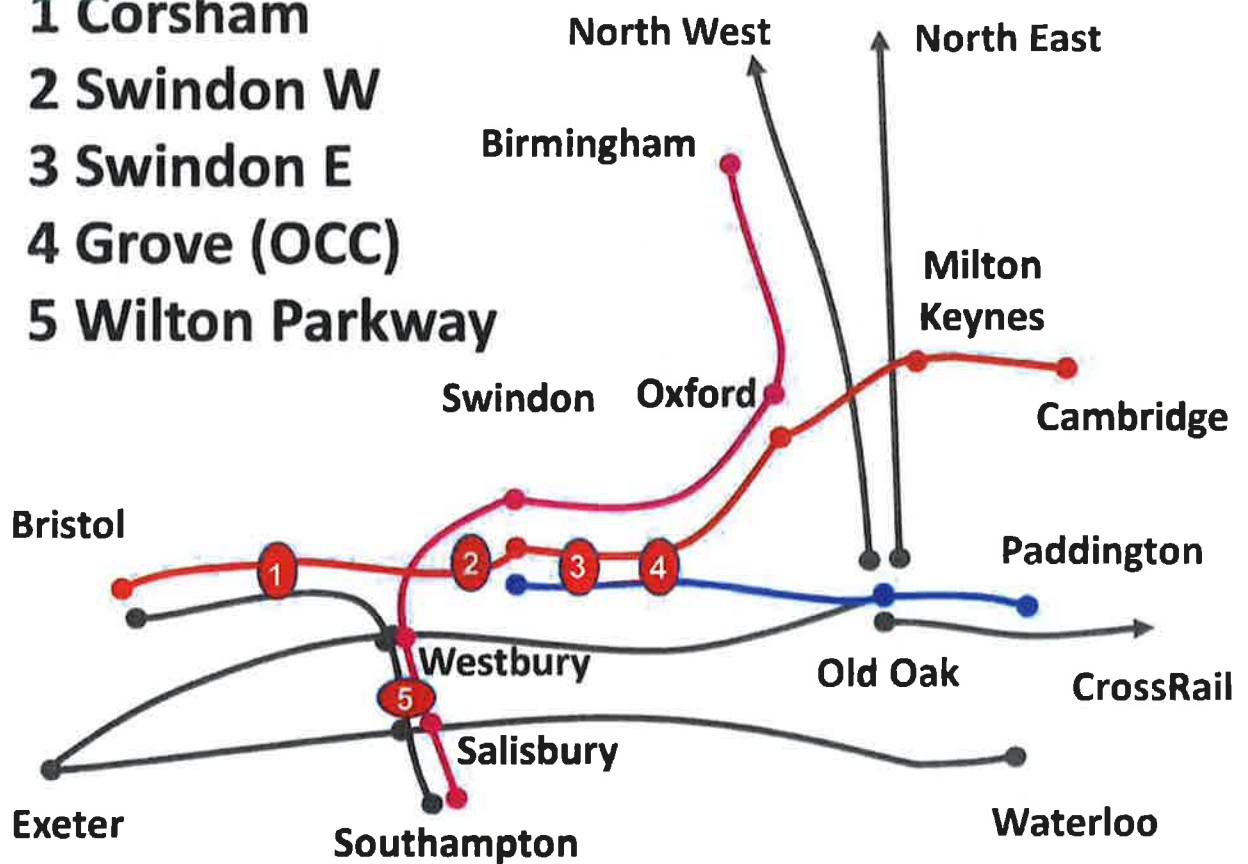 1 Corsham
2 Swindon W
3 Swindon E
4 Grove (OCC)
5 Wilton Parkway
North West
North East
Birmingham
Milton
Keynes
Swindon
Oxford
Cambridge
Bristol
1
2
3
4
Paddington
Westbury
Old Oak
CrossRail
5
Salisbury
Exeter
Southampton
Waterloo